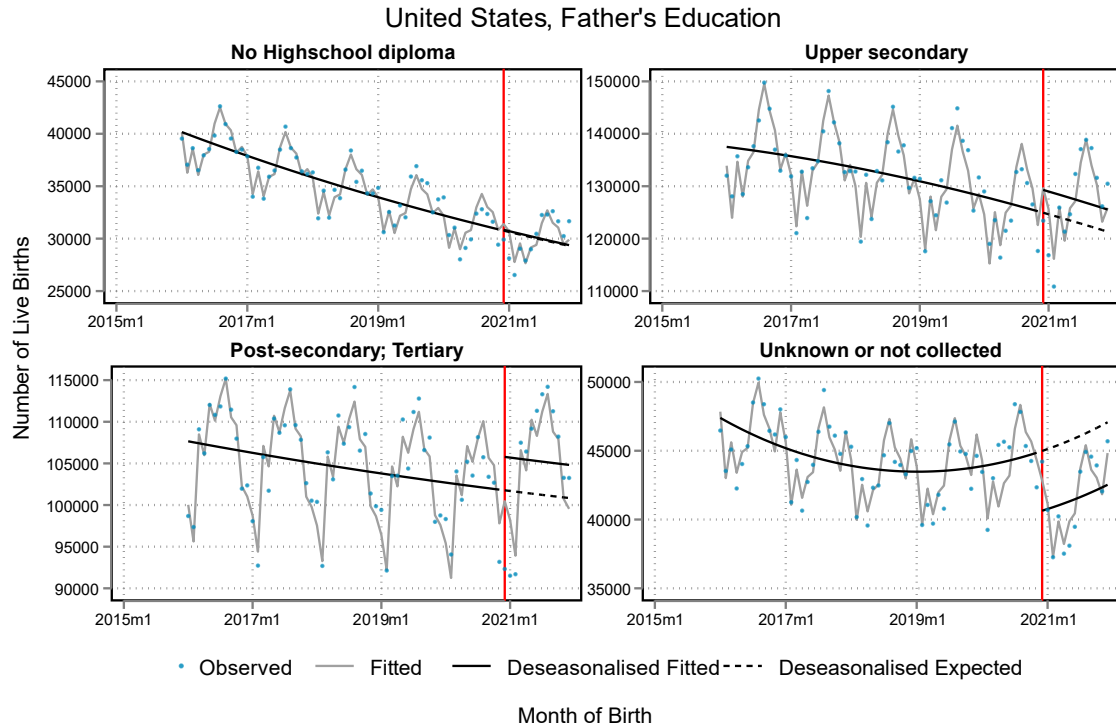 United States, Father's Education
Number of Live Births
No Highschool diploma
45000
40000
35000
30000
25000
2015m1 2017m1 2019m1 2021m1
Upper secondary
150000
140000
130000
120000
110000
2015m1 2017m1 2019m1 2021m1
Post-secondary; Tertiary
115000
110000
105000
100000
95000
90000
2015m1 2017m1 2019m1 2021m1
Unknown or not collected
50000
45000
40000
35000
2015m1 2017m1 2019m1 2021m1
Observed Fitted Deseasonalised Fitted Deseasonalised Expected
Month of Birth